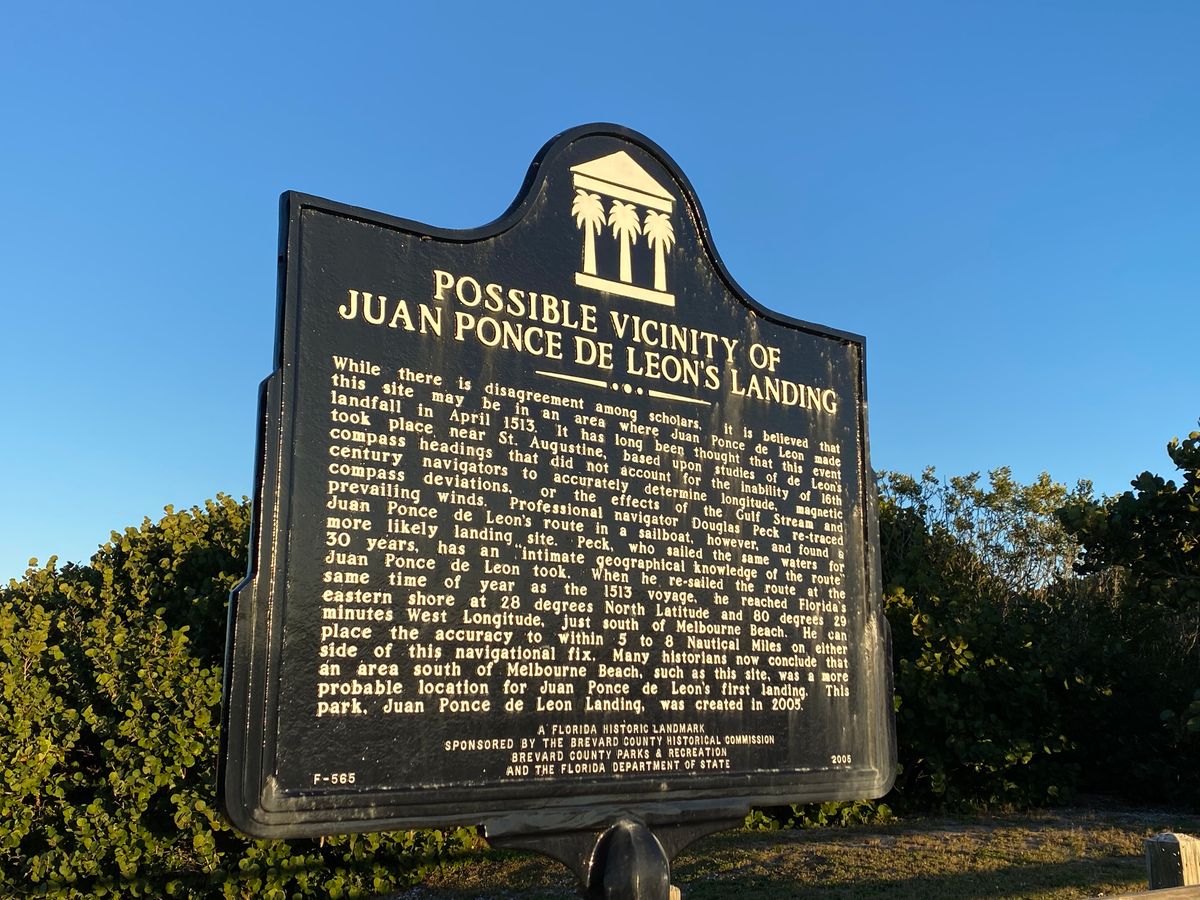 POSSIBLE VICINITY OF
JUAN PONCE DE LEON'S LANDING
While there is disagreement among scholars, it is believed that
this site may be in an area where Juan Ponce de Leon made
landfall in April 1513. It has long been thought that this event
took place near St. Augustine, based upon studies of de Leon's
compass headings that did not account for the inability of 16th
century navigators to accurately determine longitude, magnetic
compass deviations, or the effects of the Gulf Stream and
prevailing winds. Professional navigator Douglas Peck re-traced
Juan Ponce de Leon's route in a sailboat, however, and found a
more likely landing site. Peck, who sailed the same waters for
30 years, has an "intimate geographical knowledge of the route
Juan Ponce de Leon took." When he re-sailed the route at the
same time of year as the 1513 voyage, he reached Florida's
eastern shore at 28 degrees North Latitude and 80 degrees 29
minutes West Longitude, just south of Melbourne Beach. He can
place the accuracy to within 5 to 8 Nautical Miles on either
side of this navigational fix. Many historians now conclude that
an area south of Melbourne Beach, such as this site, was a more
probable location for Juan Ponce de Leon's first landing. This
park, Juan Ponce de Leon Landing, was created in 2005.
A FLORIDA HISTORIC LANDMARK
SPONSORED BY THE BREVARD COUNTY HISTORICAL COMMISSION
BREVARD COUNTY PARKS & RECREATION
AND THE FLORIDA DEPARTMENT OF STATE
F-565
2005